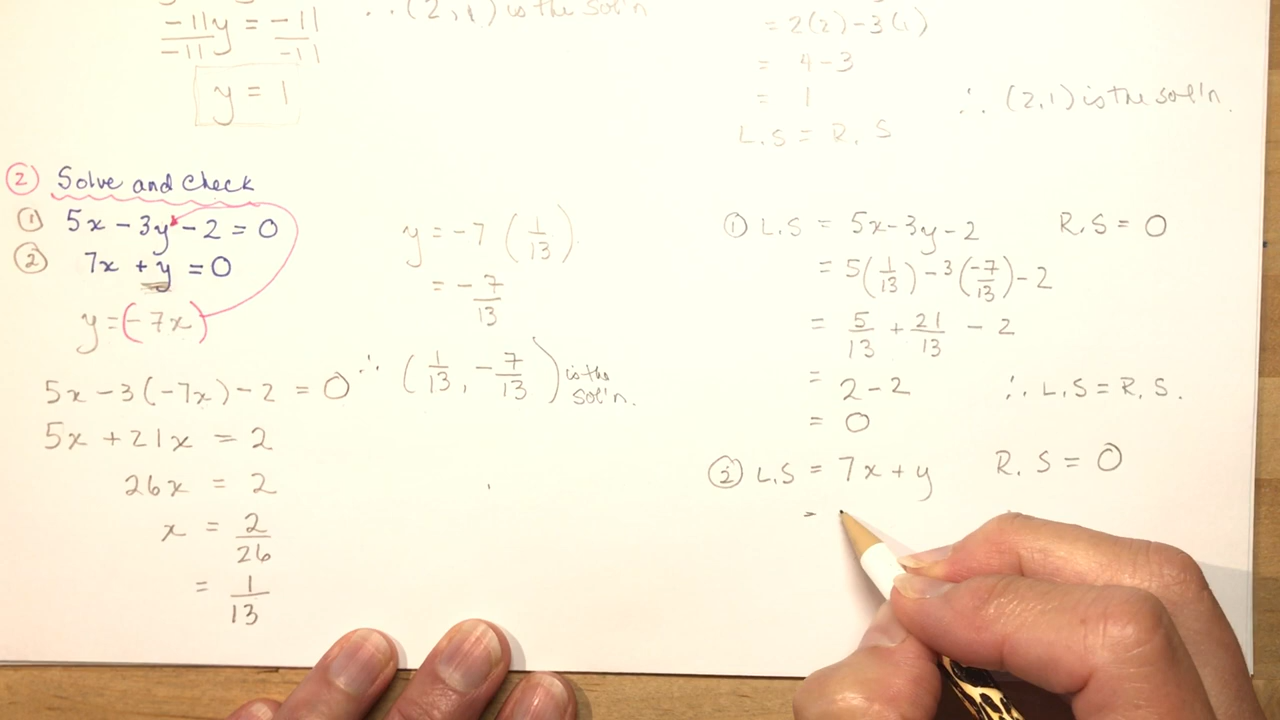 -11y = -11
-11 -11
y = 1
∴ (2, 1) is the sol'n
= 2(2) - 3(1)
= 4 - 3
= 1
L.S = R.S
∴ (2,1) is the sol'n.
② Solve and Check
① 5x - 3y - 2 = 0
② 7x + y = 0
y = (-7x)
5x - 3(-7x) - 2 = 0
5x + 21x = 2
26x = 2
x = 2/26
= 1/13
y = -7 (1/13)
= -7/13
∴ (1/13, -7/13) is the
sol'n.
① L.S = 5x - 3y - 2 R.S = 0
= 5(1/13) - 3(-7/13) - 2
= 5/13 + 21/13 - 2
= 2 - 2 ∴ L.S = R.S.
= 0
② L.S = 7x + y R.S = 0
=